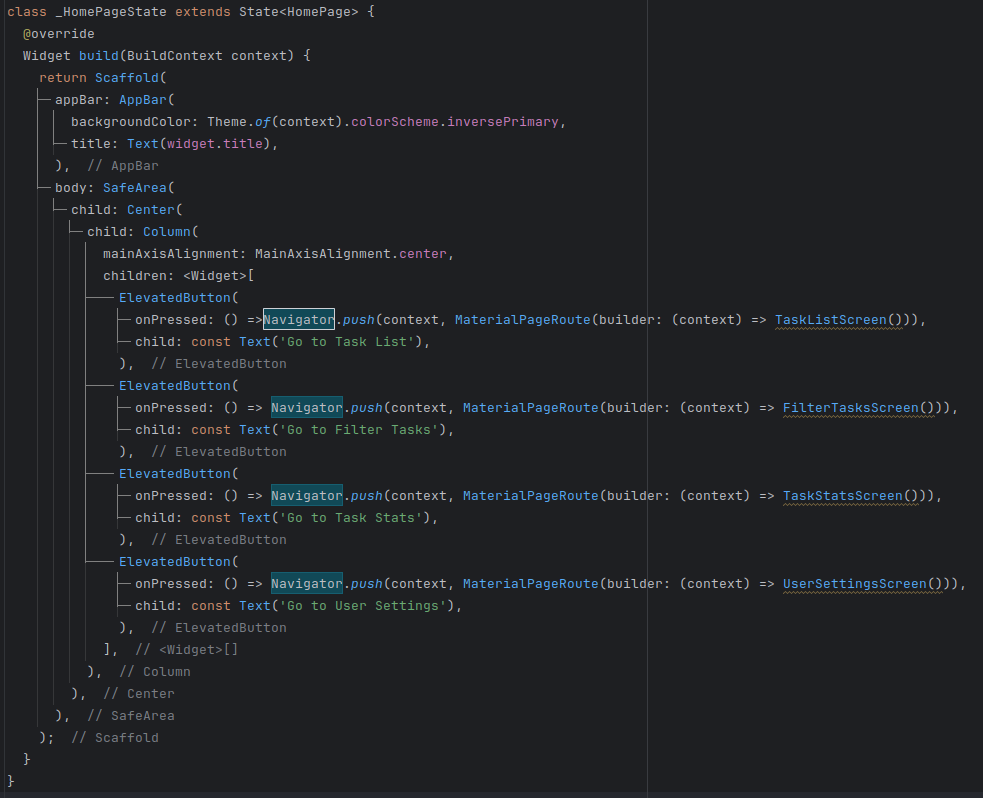 class _HomePageState extends State<HomePage> {
  @override
  Widget build(BuildContext context) {
    return Scaffold(
      appBar: AppBar(
        backgroundColor: Theme.of(context).colorScheme.inversePrimary,
        title: Text(widget.title),
      ),  // AppBar
      body: SafeArea(
        child: Center(
          child: Column(
            mainAxisAlignment: MainAxisAlignment.center,
            children: <Widget>[
              ElevatedButton(
                onPressed: () =>Navigator.push(context, MaterialPageRoute(builder: (context) => TaskListScreen())),
                child: const Text('Go to Task List'),
              ),  // ElevatedButton
              ElevatedButton(
                onPressed: () => Navigator.push(context, MaterialPageRoute(builder: (context) => FilterTasksScreen())),
                child: const Text('Go to Filter Tasks'),
              ),  // ElevatedButton
              ElevatedButton(
                onPressed: () => Navigator.push(context, MaterialPageRoute(builder: (context) => TaskStatsScreen())),
                child: const Text('Go to Task Stats'),
              ),  // ElevatedButton
              ElevatedButton(
                onPressed: () => Navigator.push(context, MaterialPageRoute(builder: (context) => UserSettingsScreen())),
                child: const Text('Go to User Settings'),
              ),  // ElevatedButton
            ],  // <Widget>[]
          ),  // Column
        ),  // Center
      ),  // SafeArea
    );  // Scaffold
  }
}